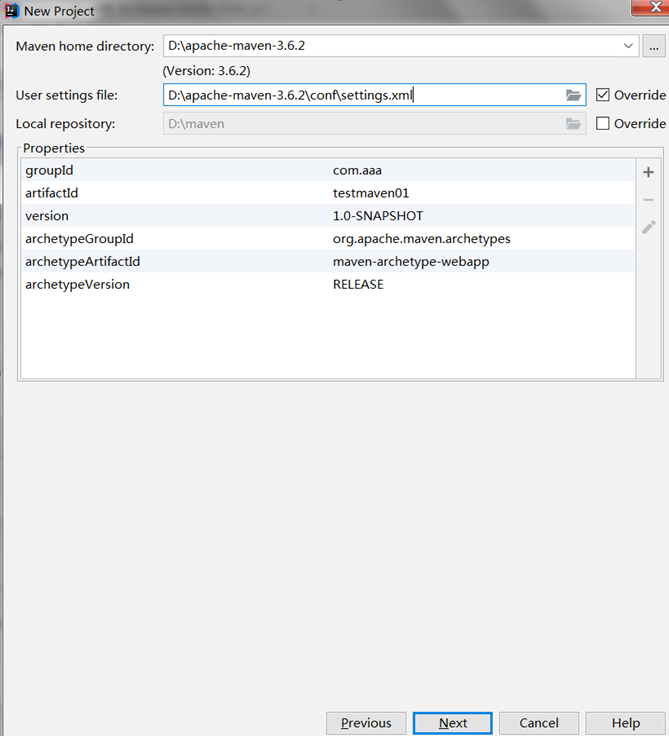 New Project
Maven home directory: D:\apache-maven-3.6.2 ...
(Version: 3.6.2)
User settings file: D:\apache-maven-3.6.2\conf\settings.xml Override
Local repository: D:\maven Override
Properties
groupId com.aaa
artifactId testmaven01
version 1.0-SNAPSHOT
archetypeGroupId org.apache.maven.archetypes
archetypeArtifactId maven-archetype-webapp
archetypeVersion RELEASE
Previous Next Cancel Help